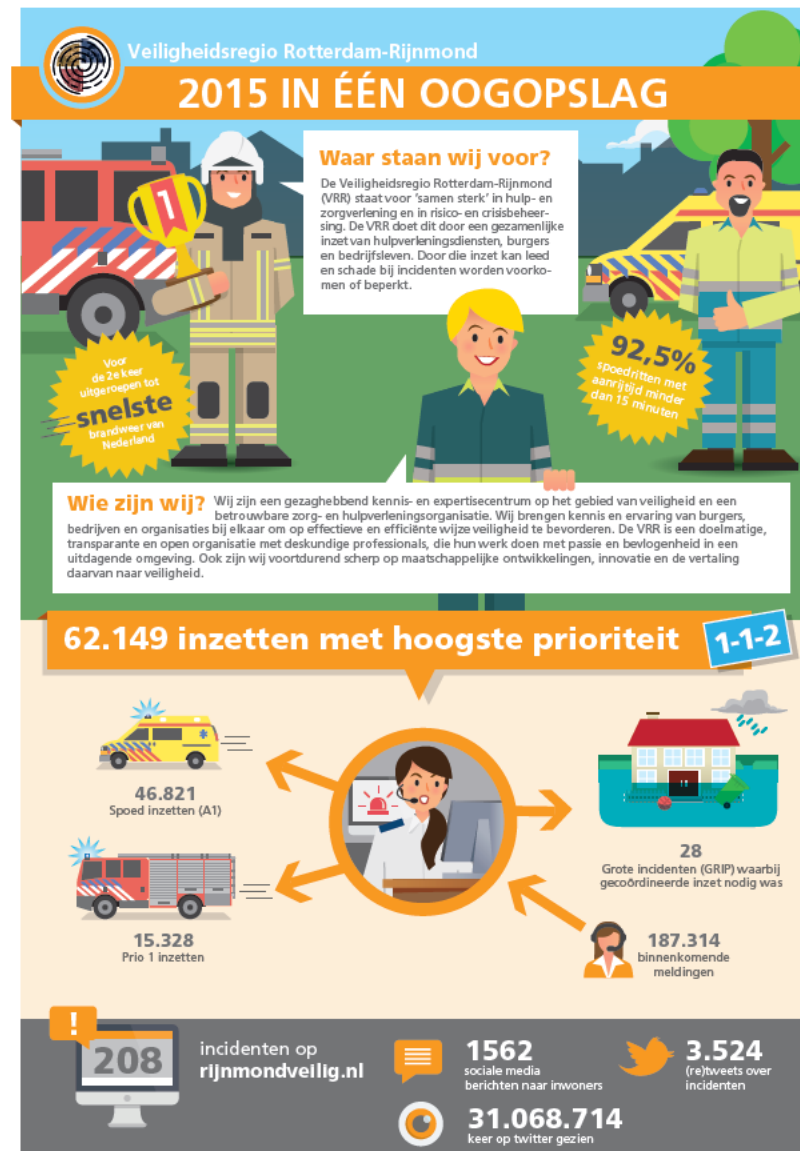 Veiligheidsregio Rotterdam-Rijnmond
2015 IN ÉÉN OOGOPSLAG
Waar staan wij voor?
De Veiligheidsregio Rotterdam-Rijnmond
(VRR) staat voor 'samen sterk' in hulp- en
zorgverlening en in risico- en crisisbeheer-
sing. De VRR doet dit door een gezamenlijke
inzet van hulpverleningsdiensten, burgers
en bedrijfsleven. Door die inzet kan leed
en schade bij incidenten worden voorko-
men of beperkt.
1
Voor
de 2e keer
uitgeroepen tot
snelste
brandweer van
Nederland
92,5%
spoedritten met
aanrijtijd minder
dan 15 minuten
Wie zijn wij? Wij zijn een gezaghebbend kennis- en expertisecentrum op het gebied van veiligheid en een
betrouwbare zorg- en hulpverleningsorganisatie. Wij brengen kennis en ervaring van burgers,
bedrijven en organisaties bij elkaar om op effectieve en efficiënte wijze veiligheid te bevorderen. De VRR is een doelmatige,
transparante en open organisatie met deskundige professionals, die hun werk doen met passie en bevlogenheid in een
uitdagende omgeving. Ook zijn wij voortdurend scherp op maatschappelijke ontwikkelingen, innovatie en de vertaling
daarvan naar veiligheid.
62.149 inzetten met hoogste prioriteit
1-1-2
46.821
Spoed inzetten (A1)
15.328
Prio 1 inzetten
28
Grote incidenten (GRIP) waarbij
gecoördineerde inzet nodig was
187.314
binnenkomende
meldingen
!
208
incidenten op
rijnmondveilig.nl
1562
sociale media
berichten naar inwoners
3.524
(re)tweets over
incidenten
31.068.714
keer op twitter gezien